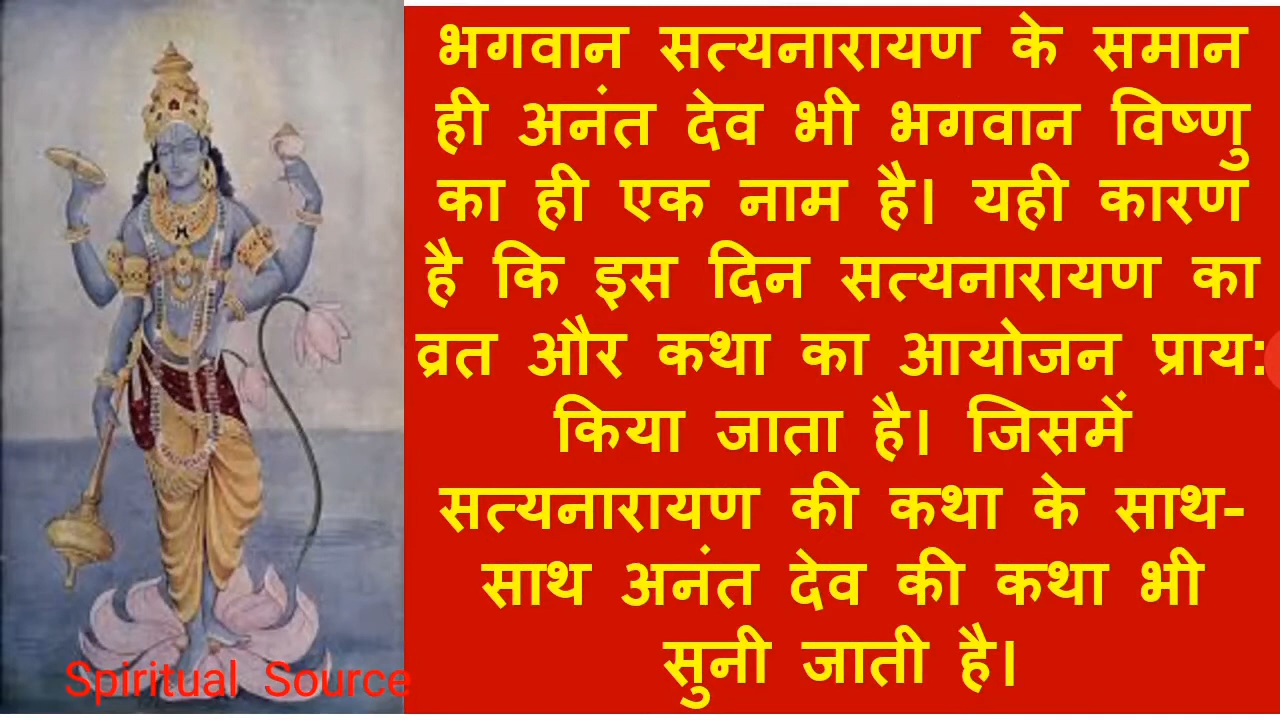 भगवान सत्यनारायण के समान
ही अनंत देव भी भगवान विष्णु
का ही एक नाम है। यही कारण
है कि इस दिन सत्यनारायण का
व्रत और कथा का आयोजन प्राय:
किया जाता है। जिसमें
सत्यनारायण की कथा के साथ-
साथ अनंत देव की कथा भी
सुनी जाती है।
Spiritual Source